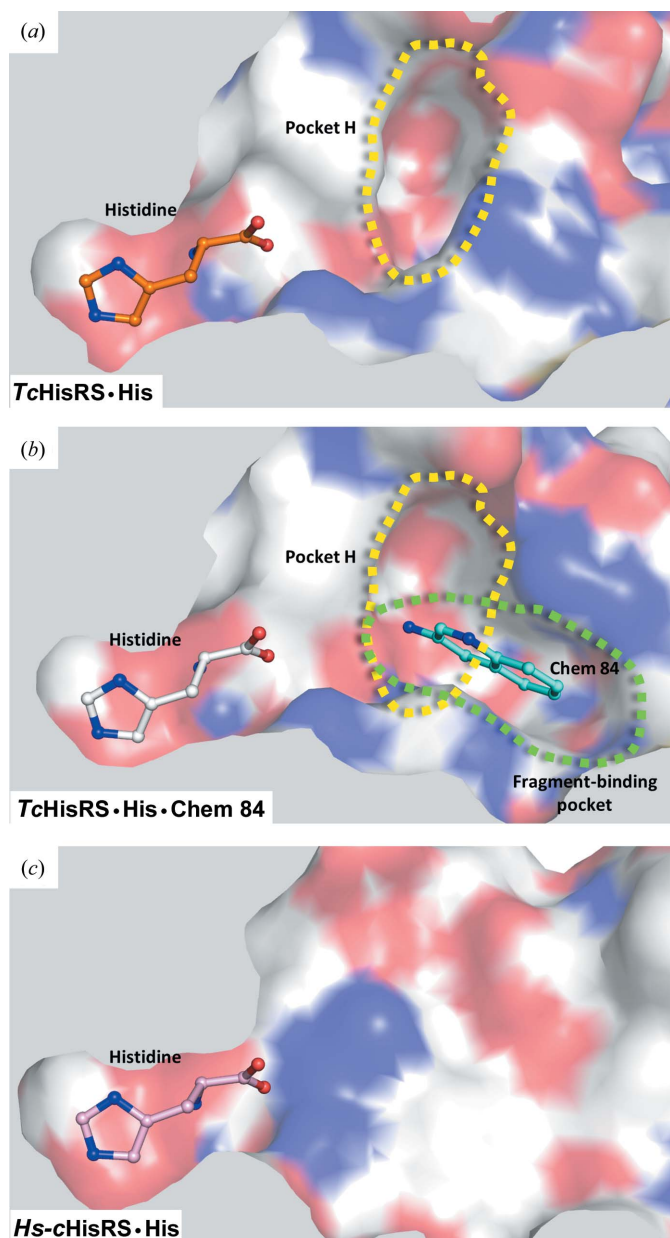 (a)
Pocket H
Histidine
TcHisRS•His
(b)
Pocket H
Histidine
Chem 84
Fragment-binding
pocket
TcHisRS•His•Chem 84
(c)
Histidine
Hs-cHisRS•His